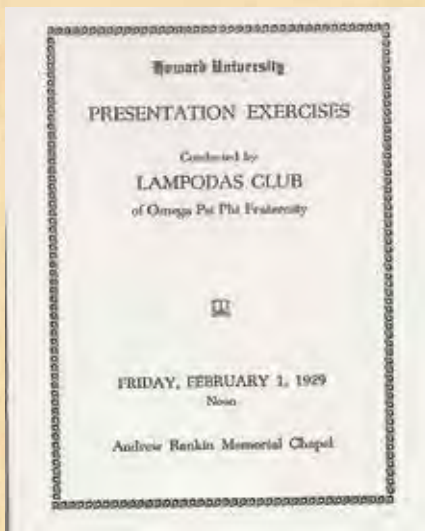 Howard University
PRESENTATION EXERCISES
Conducted by
LAMPODAS CLUB
of Omega Psi Phi Fraternity
FRIDAY, FEBRUARY 1, 1929
Noon
Andrew Rankin Memorial Chapel